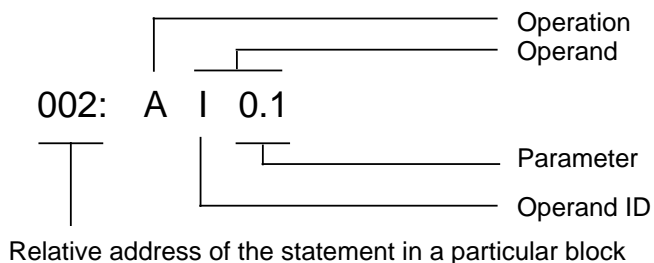 Operation
Operand
002: A I 0.1
Parameter
Operand ID
Relative address of the statement in a particular block